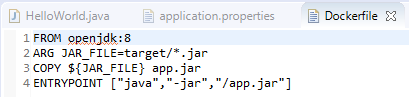 HelloWorld.java application.properties Dockerfile
1 FROM openjdk:8
2 ARG JAR_FILE=target/*.jar
3 COPY ${JAR_FILE} app.jar
4 ENTRYPOINT ["java","-jar","/app.jar"]